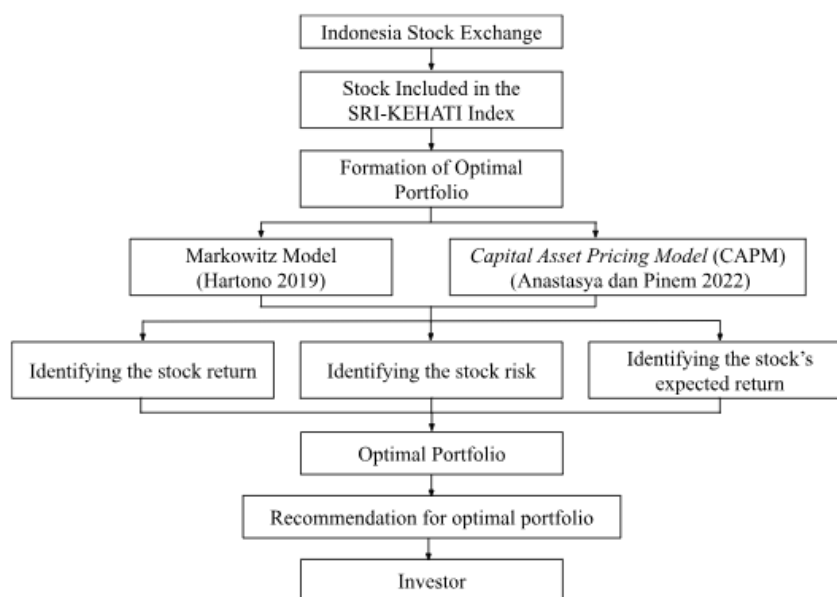 Indonesia Stock Exchange
Stock Included in the
SRI-KEHATI Index
Formation of Optimal
Portfolio
Markowitz Model
(Hartono 2019)
Capital Asset Pricing Model (CAPM)
(Anastasya dan Pinem 2022)
Identifying the stock return
Identifying the stock risk
Identifying the stock's
expected return
Optimal Portfolio
Recommendation for optimal portfolio
Investor